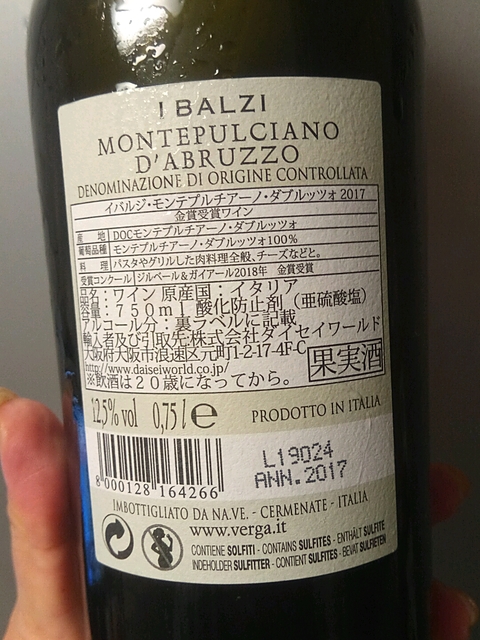 I BALZI
MONTEPULCIANO
D'ABRUZZO
DENOMINAZIONE DI ORIGINE CONTROLLATA
イバルジ・モンテプルチアーノ・ダブルッツォ 2017
金賞受賞ワイン
産 地 DOCモンテプルチアーノ・ダブルッツォ
葡萄品種 モンテプルチアーノ・ダブルッツォ100%
料 理 パスタやグリルした肉料理全般、チーズなどと。
受賞コンクール ジルベール&ガイアール2018年 金賞受賞
品名:ワイン 原産国:イタリア
容量:750ml 酸化防止剤(亜硫酸塩)
アルコール分:裏ラベルに記載
輸入者及び引取先:株式会社ダイセイワールド
大阪府大阪市浪速区元町1-2-17-4F-C
http://www.daiseiworld.co.jp/
※飲酒は20歳になってから。
果実酒
12,5% vol 0,75 l e PRODOTTO IN ITALIA
L19024
ANN.2017
8 000128 164266
IMBOTTIGLIATO DA NA.VE. - CERMENATE - ITALIA
www.verga.it
CONTIENE SOLFITI - CONTAINS SULFITES - ENTHÄLT SULFITE
INDEHOLDER SULFITTER - CONTIENT SULFITES - BEVAT SULFIETEN